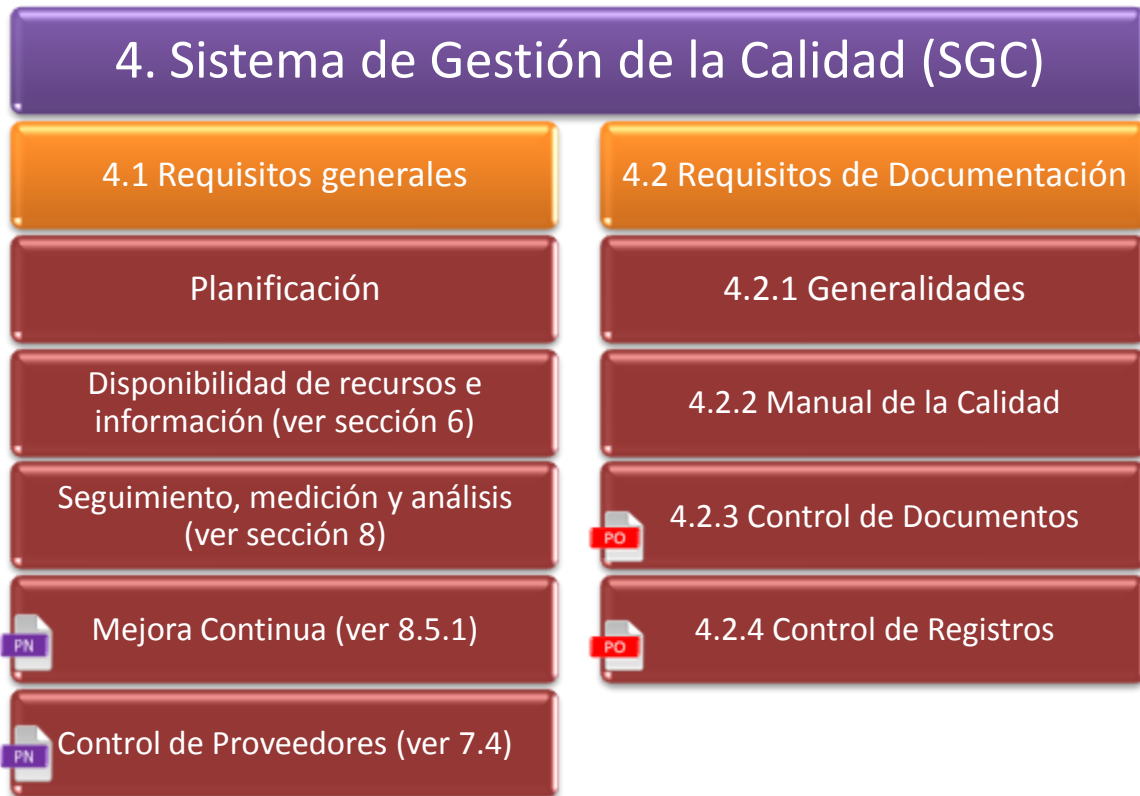 4. Sistema de Gestión de la Calidad (SGC)
4.1 Requisitos generales
Planificación
Disponibilidad de recursos e
información (ver sección 6)
Seguimiento, medición y análisis
(ver sección 8)
PN
Mejora Continua (ver 8.5.1)
PN
Control de Proveedores (ver 7.4)
4.2 Requisitos de Documentación
4.2.1 Generalidades
4.2.2 Manual de la Calidad
PO
4.2.3 Control de Documentos
PO
4.2.4 Control de Registros